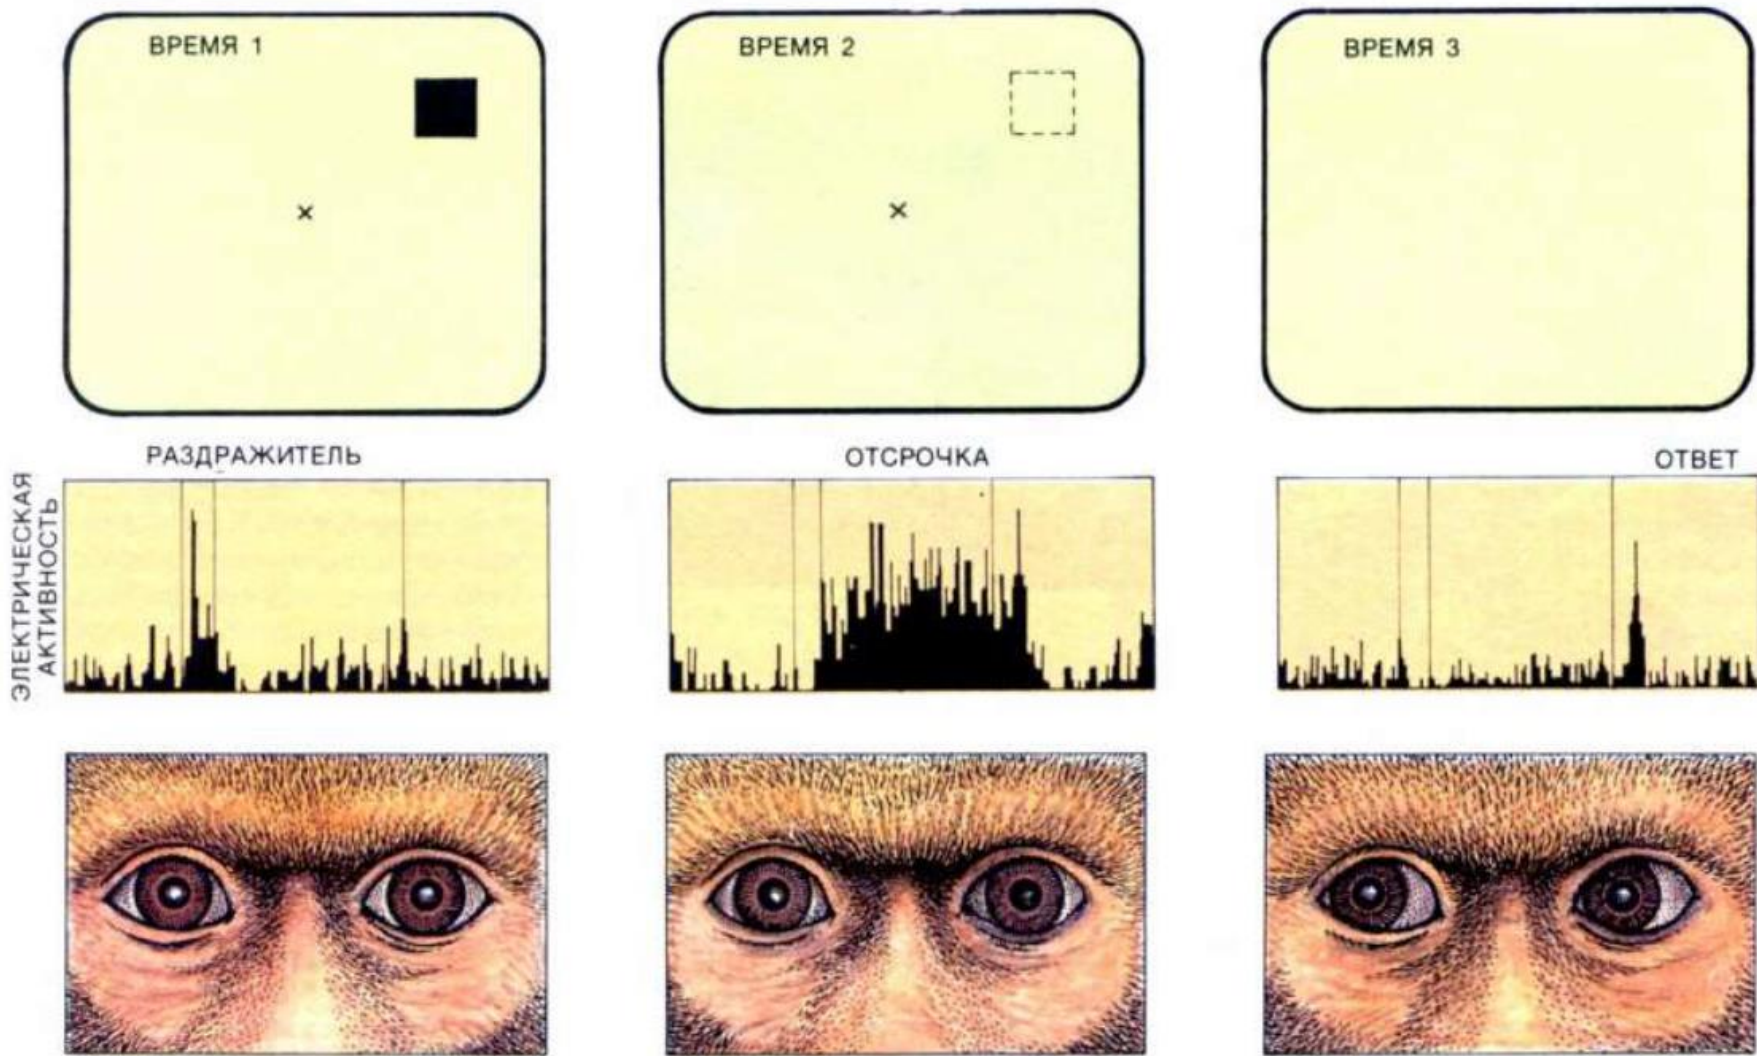 ВРЕМЯ 1
ВРЕМЯ 2
ВРЕМЯ 3
РАЗДРАЖИТЕЛЬ
ОТСРОЧКА
ОТВЕТ
ЭЛЕКТРИЧЕСКАЯ
АКТИВНОСТЬ